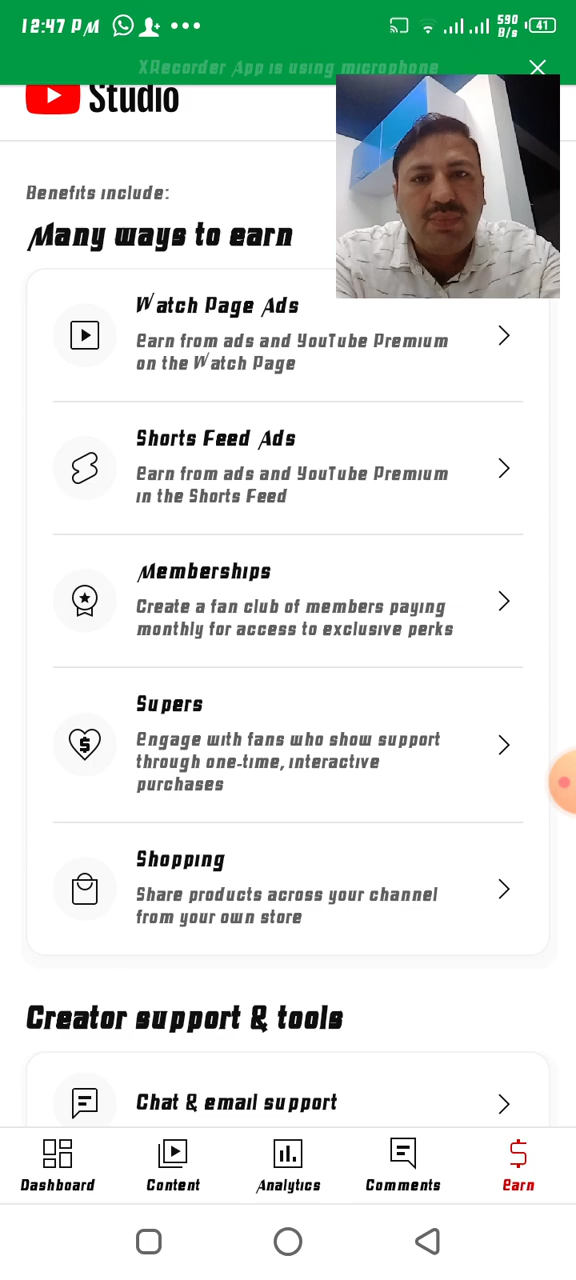 12:47 PM
590 B/s
41
XRecorder App is using microphone
Studio
Benefits include:
Many ways to earn
Watch Page Ads
Earn from ads and YouTube Premium
on the Watch Page
Shorts Feed Ads
Earn from ads and YouTube Premium
in the Shorts Feed
Memberships
Create a fan club of members paying
monthly for access to exclusive perks
Supers
Engage with fans who show support
through one-time, interactive
purchases
Shopping
Share products across your channel
from your own store
Creator support & tools
Chat & email support
Dashboard
Content
Analytics
Comments
Earn